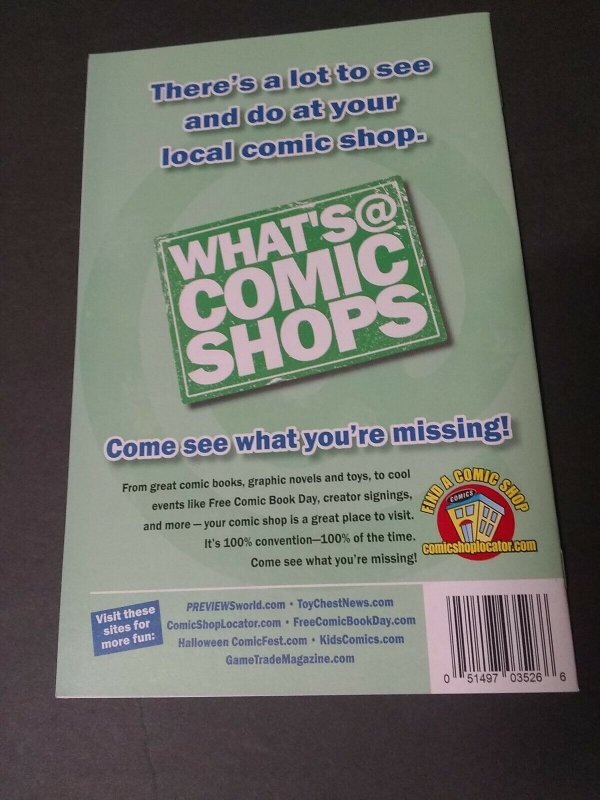 There's a lot to see
and do at your
local comic shop.
WHAT'S@
COMIC
SHOPS
Come see what you're missing!
From great comic books, graphic novels and toys, to cool
events like Free Comic Book Day, creator signings,
and more — your comic shop is a great place to visit.
It's 100% convention—100% of the time.
Come see what you're missing!
FIND A COMIC SHOP
COMICS
comicshoplocator.com
Visit these
sites for
more fun:
PREVIEWSworld.com • ToyChestNews.com
ComicShopLocator.com • FreeComicBookDay.com
Halloween ComicFest.com • KidsComics.com
GameTradeMagazine.com
0 51497 03526 6